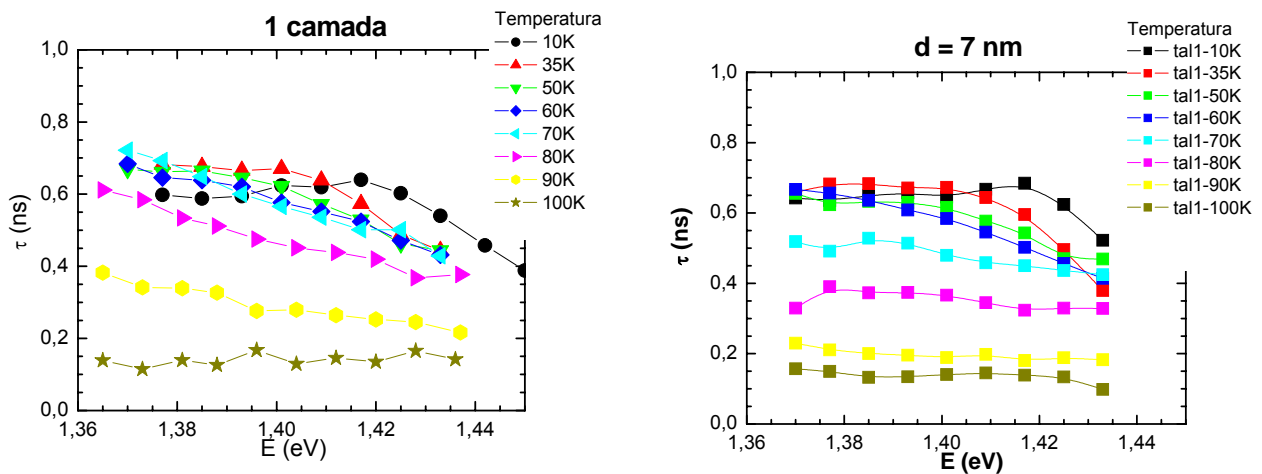 1 camada
Temperatura
10K
35K
50K
60K
70K
80K
90K
100K
1,0
0,8
0,6
0,4
0,2
0,0
τ (ns)
1,36
1,38
1,40
1,42
1,44
E (eV)
d = 7 nm
Temperatura
tal1-10K
tal1-35K
tal1-50K
tal1-60K
tal1-70K
tal1-80K
tal1-90K
tal1-100K
1,0
0,8
0,6
0,4
0,2
0,0
τ (ns)
1,36
1,38
1,40
1,42
1,44
E (eV)